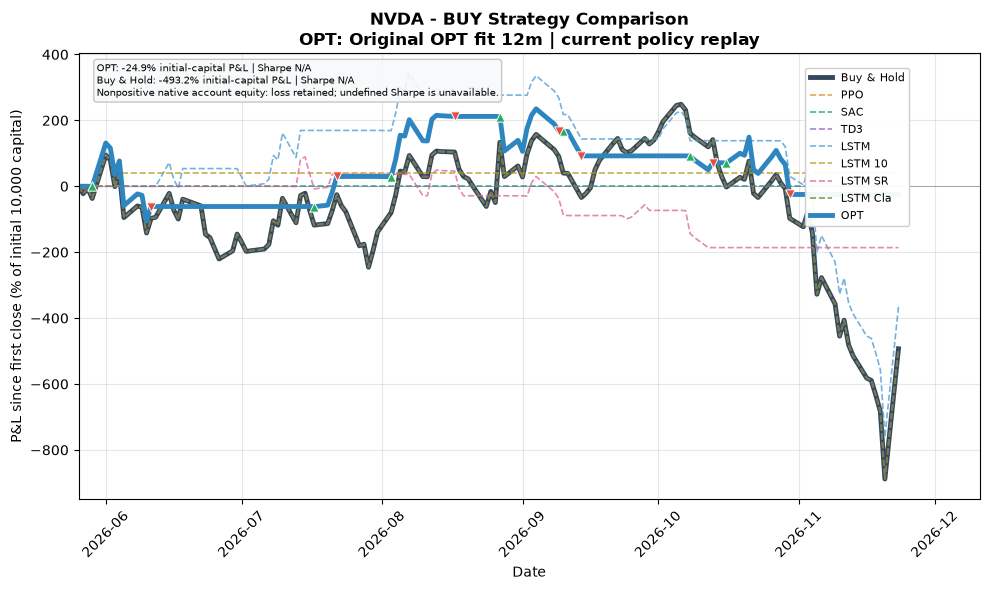 NVDA - BUY Strategy Comparison
OPT: Original OPT fit 12m | current policy replay
OPT: -24.9% initial-capital P&L | Sharpe N/A
Buy & Hold: -493.2% initial-capital P&L | Sharpe N/A
Nonpositive native account equity: loss retained; undefined Sharpe is unavailable.
Buy & Hold
PPO
SAC
TD3
LSTM
LSTM 10
LSTM SR
LSTM Cla
OPT
P&L since first close (% of initial 10,000 capital)
400
200
0
−200
−400
−600
−800
2026-06
2026-07
2026-08
2026-09
2026-10
2026-11
2026-12
Date